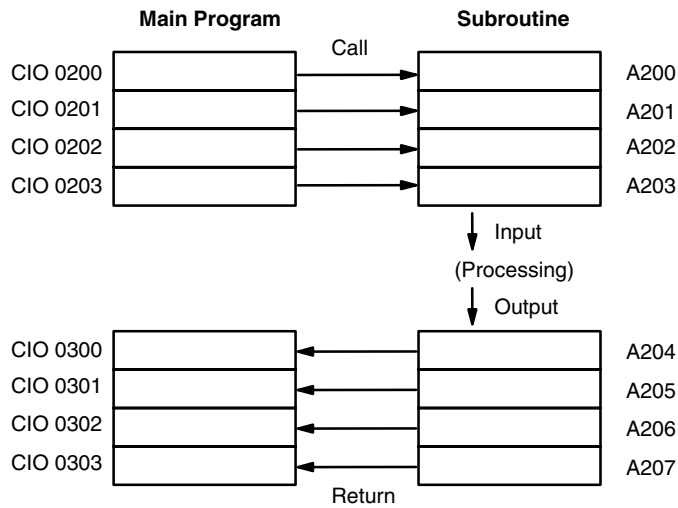 Main Program Subroutine
Call
CIO 0200 A200
CIO 0201 A201
CIO 0202 A202
CIO 0203 A203
Input
(Processing)
Output
CIO 0300 A204
CIO 0301 A205
CIO 0302 A206
CIO 0303 A207
Return